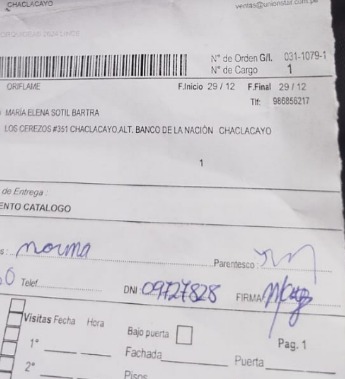 CHACLACAYO
ventas@unionstar.com.pe
N° de Orden G/I. 031-1079-1
N° de Cargo 1
ORIFLAME F.Inicio 29 / 12 F. Final 29 / 12
Tlf: 986856217
MARIA ELENA SOTIL BARTRA
LOS CEREZOS #351 CHACLACAYO.ALT. BANCO DE LA NACIÓN CHACLACAYO
1
de Entrega :
ENTO CATALOGO
s : norma Parentesco :
Telef. DNI : 09727828 FIRMA
Visitas Fecha Hora Bajo puerta Pag. 1
1° Fachada Puerta
2° Pisos